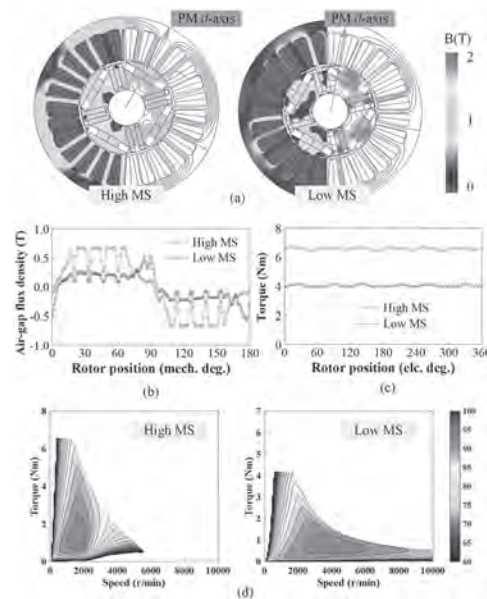 PM d-axis PM d-axis
B(T)
2
1
0
High MS Low MS
(a)
Air-gap flux density (T)
1.0
0.5
0.0
-0.5
-1.0
High MS
Low MS
0 30 60 90 120 150 180
Rotor position (mech. deg.)
(b)
Torque (Nm)
8
6
4
2
0
High MS
Low MS
0 60 120 180 240 300 360
Rotor position (elc. deg.)
(c)
Torque (Nm)
8
6
4
2
0
High MS
0 2000 4000 6000 8000 10000
Speed (r/min)
Torque (Nm)
7
6
5
4
3
2
1
0
Low MS
0 2000 4000 6000 8000 10000
Speed (r/min)
100
95
90
85
80
75
70
65
60
(d)